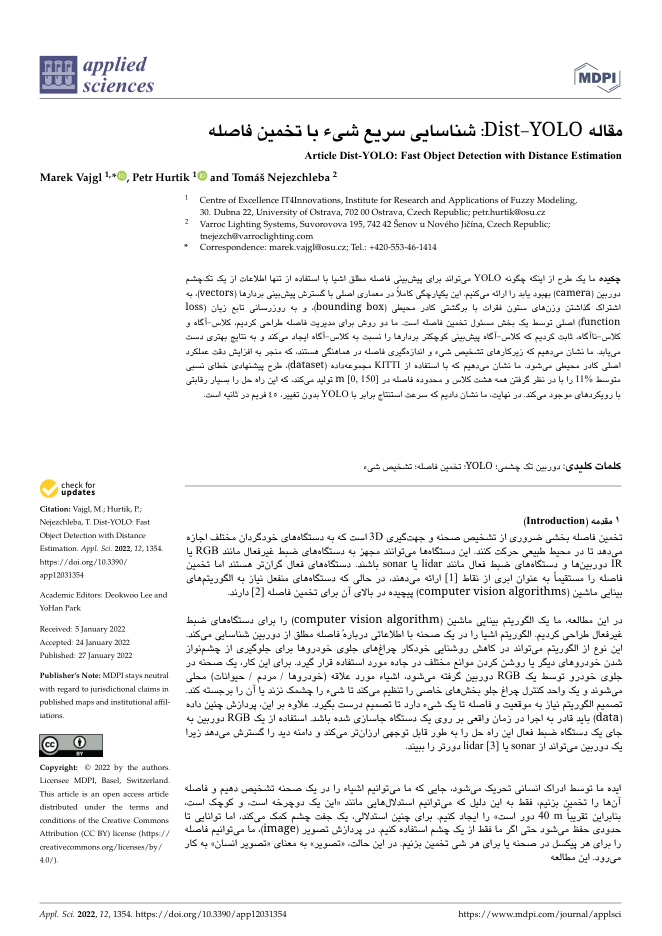 applied
sciences
MDPI
مقاله Dist-YOLO: شناسایی سریع شیء با تخمین فاصله
Article Dist-YOLO: Fast Object Detection with Distance Estimation
Marek Vajgl 1,*, Petr Hurtik 1 and Tomáš Nejezchleba 2
1 Centre of Excellence IT4Innovations, Institute for Research and Applications of Fuzzy Modeling,
30. Dubna 22, University of Ostrava, 702 00 Ostrava, Czech Republic; petr.hurtik@osu.cz
2 Varroc Lighting Systems, Suvorovova 195, 742 42 Šenov u Nového Jičína, Czech Republic;
tnejezch@varroclighting.com
* Correspondence: marek.vajgl@osu.cz; Tel.: +420-553-46-1414
چکیده ما یک طرح از اینکه چگونه YOLO می‌تواند برای پیش‌بینی فاصله مطلق اشیا با استفاده از تنها اطلاعات از یک تک‌چشم
دوربین (camera) بهبود یابد را ارائه می‌کنیم. این یکپارچگی کاملاً در معماری اصلی با گسترش پیش‌بینی بردارها (vectors)، به
اشتراک گذاشتن وزن‌های ستون فقرات با برگشتی کادر محیطی (bounding box)، و به روزرسانی تابع زیان (loss
function) اصلی توسط یک بخش مسئول تخمین فاصله است. ما دو روش برای مدیریت فاصله طراحی کردیم، کلاس-آگاه و
کلاس-ناآگاه، ثابت کردیم که کلاس-آگاه پیش‌بینی کوچکتر بردارها را نسبت به کلاس-آگاه ایجاد می‌کند و به نتایج بهتری دست
می‌یابد. ما نشان می‌دهیم که زیرکارهای تشخیص شیء و اندازه‌گیری فاصله در هماهنگی هستند، که منجر به افزایش دقت عملکرد
اصلی کادر محیطی می‌شود. ما نشان می‌دهیم که با استفاده از KITTI مجموعه‌داده (dataset)، طرح پیشنهادی خطای نسبی
متوسط 11% را با در نظر گرفتن همه هشت کلاس و محدوده فاصله در [0, 150] m تولید می‌کند، که این راه حل را بسیار رقابتی
با رویکردهای موجود می‌کند. در نهایت، ما نشان دادیم که سرعت استنتاج برابر با YOLO بدون تغییر، ٤٥ فریم در ثانیه است.
کلمات کلیدی: دوربین تک چشمی؛ YOLO؛ تخمین فاصله؛ تشخیص شیء
check for
updates
Citation: Vajgl, M.; Hurtik, P.;
Nejezchleba, T. Dist-YOLO: Fast
Object Detection with Distance
Estimation. Appl. Sci. 2022, 12, 1354.
https://doi.org/10.3390/
app12031354
Academic Editors: Deokwoo Lee and
YoHan Park
Received: 5 January 2022
Accepted: 24 January 2022
Published: 27 January 2022
Publisher's Note: MDPI stays neutral
with regard to jurisdictional claims in
published maps and institutional affil-
iations.
CC BY
Copyright: © 2022 by the authors.
Licensee MDPI, Basel, Switzerland.
This article is an open access article
distributed under the terms and
conditions of the Creative Commons
Attribution (CC BY) license (https://
creativecommons.org/licenses/by/
4.0/).
١ مقدمه (Introduction)
تخمین فاصله بخشی ضروری از تشخیص صحنه و جهت‌گیری 3D است که به دستگاه‌های خودگردان مختلف اجازه
می‌دهد تا در محیط طبیعی حرکت کنند. این دستگاه‌ها می‌توانند مجهز به دستگاه‌های ضبط غیرفعال مانند RGB یا
IR دوربین‌ها و دستگاه‌های ضبط فعال مانند lidar یا sonar باشند. دستگاه‌های فعال گران‌تر هستند اما تخمین
فاصله را مستقیماً به عنوان ابری از نقاط [1] ارائه می‌دهند، در حالی که دستگاه‌های منفعل نیاز به الگوریتم‌های
بینایی ماشین (computer vision algorithms) پیچیده در بالای آن برای تخمین فاصله [2] دارند.
در این مطالعه، ما یک الگوریتم بینایی ماشین (computer vision algorithm) را برای دستگاه‌های ضبط
غیرفعال طراحی کردیم. الگوریتم اشیا را در یک صحنه با اطلاعاتی دربارهٔ فاصله مطلق از دوربین شناسایی می‌کند.
این نوع از الگوریتم می‌تواند در کاهش روشنایی خودکار چراغ‌های جلوی خودروها برای جلوگیری از چشم‌نواز
شدن خودروهای دیگر یا روشن کردن موانع مختلف در جاده مورد استفاده قرار گیرد. برای این کار، یک صحنه در
جلوی خودرو توسط یک RGB دوربین گرفته می‌شود، اشیاء مورد علاقه (خودروها / مردم / حیوانات) محلی
می‌شوند و یک واحد کنترل چراغ جلو بخش‌های خاصی را تنظیم می‌کند تا شیء را چشمک نزند یا آن را برجسته کند.
تصمیم الگوریتم نیاز به موقعیت و فاصله تا یک شیء دارد تا تصمیم درست بگیرد. علاوه بر این، پردازش چنین داده
(data) باید قادر به اجرا در زمان واقعی بر روی یک دستگاه جاسازی شده باشد. استفاده از یک RGB دوربین به
جای یک دستگاه ضبط فعال این راه حل را به طور قابل توجهی ارزان‌تر می‌کند و دامنه دید را گسترش می‌دهد زیرا
یک دوربین می‌تواند از sonar یا lidar [3] دورتر را ببیند.
ایده ما توسط ادراک انسانی تحریک می‌شود، جایی که ما می‌توانیم اشیاء را در یک صحنه تشخیص دهیم و فاصله
آن‌ها را تخمین بزنیم، فقط به این دلیل که می‌توانیم استدلال‌هایی مانند «این یک دوچرخه است، و کوچک است،
بنابراین تقریباً 40 m دور است» را ایجاد کنیم. برای چنین استدلالی، یک جفت چشم کمک می‌کند، اما توانایی تا
حدودی حفظ می‌شود حتی اگر ما فقط از یک چشم استفاده کنیم. در پردازش تصویر (image)، ما می‌توانیم فاصله
را برای هر پیکسل در صحنه یا برای هر شی تخمین بزنیم. در این حالت، «تصویر» به معنای «تصویر انسان» به کار
می‌رود. این مطالعه
Appl. Sci. 2022, 12, 1354. https://doi.org/10.3390/app12031354
https://www.mdpi.com/journal/applsci